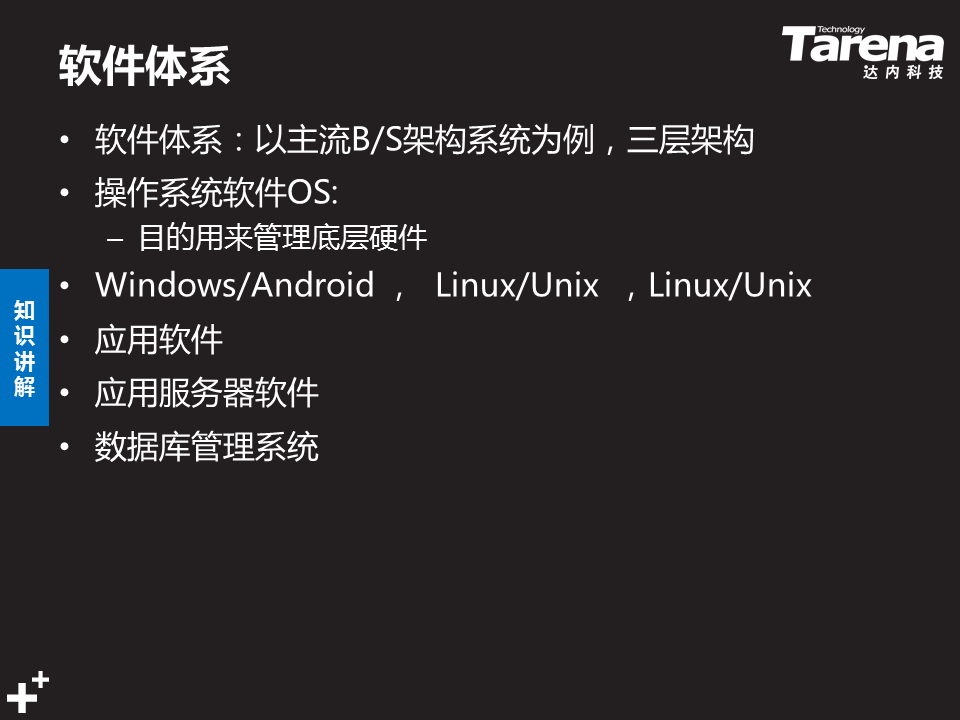 Technology
Tarena
达内科技
软件体系
• 软件体系：以主流B/S架构系统为例，三层架构
• 操作系统软件OS:
– 目的用来管理底层硬件
• Windows/Android ， Linux/Unix ，Linux/Unix
• 应用软件
• 应用服务器软件
• 数据库管理系统
知
识
讲
解